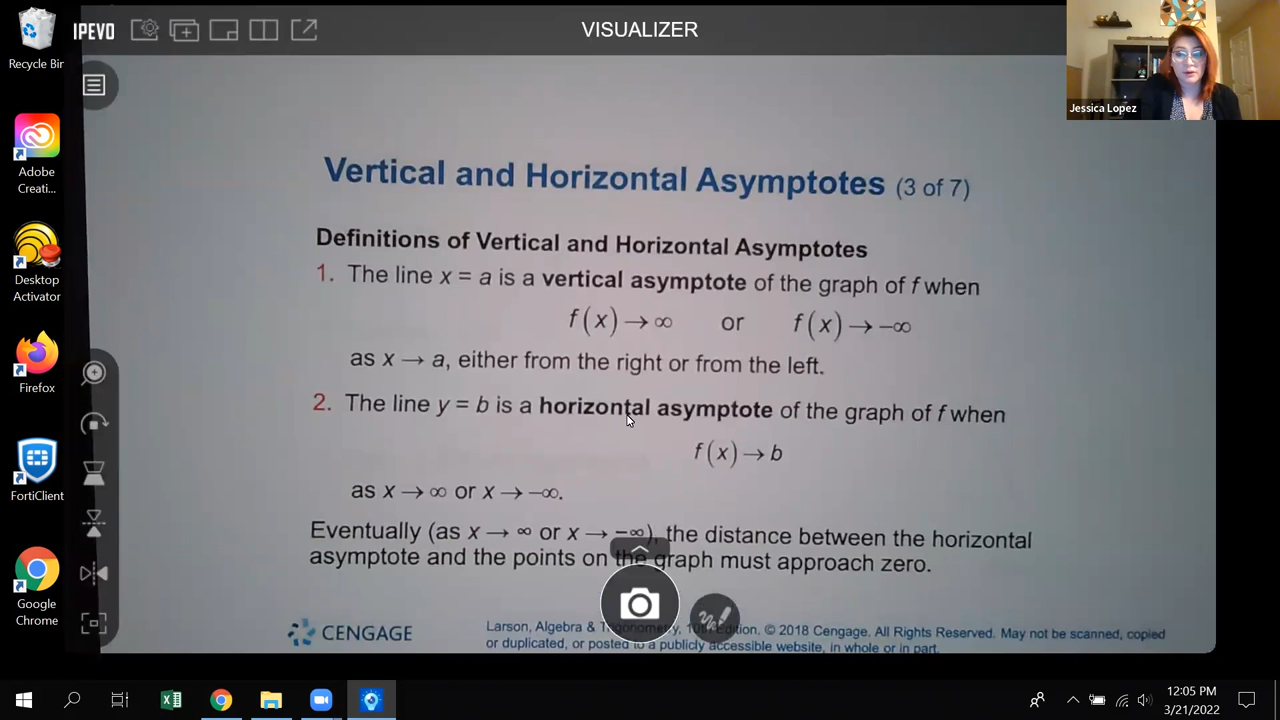 Recycle Bin
IPEVO
VISUALIZER
Jessica Lopez
Adobe
Creati...
Desktop
Activator
Firefox
FortiClient
Google
Chrome
Vertical and Horizontal Asymptotes (3 of 7)
Definitions of Vertical and Horizontal Asymptotes
1. The line x = a is a vertical asymptote of the graph of f when
f(x) → ∞ or f(x) → −∞
as x → a, either from the right or from the left.
2. The line y = b is a horizontal asymptote of the graph of f when
f(x) → b
as x → ∞ or x → −∞.
Eventually (as x → ∞ or x → −∞), the distance between the horizontal
asymptote and the points on the graph must approach zero.
CENGAGE
Larson, Algebra & Trigonometry, 10th Edition. © 2018 Cengage. All Rights Reserved. May not be scanned, copied
or duplicated, or posted to a publicly accessible website, in whole or in part.
12:05 PM
3/21/2022